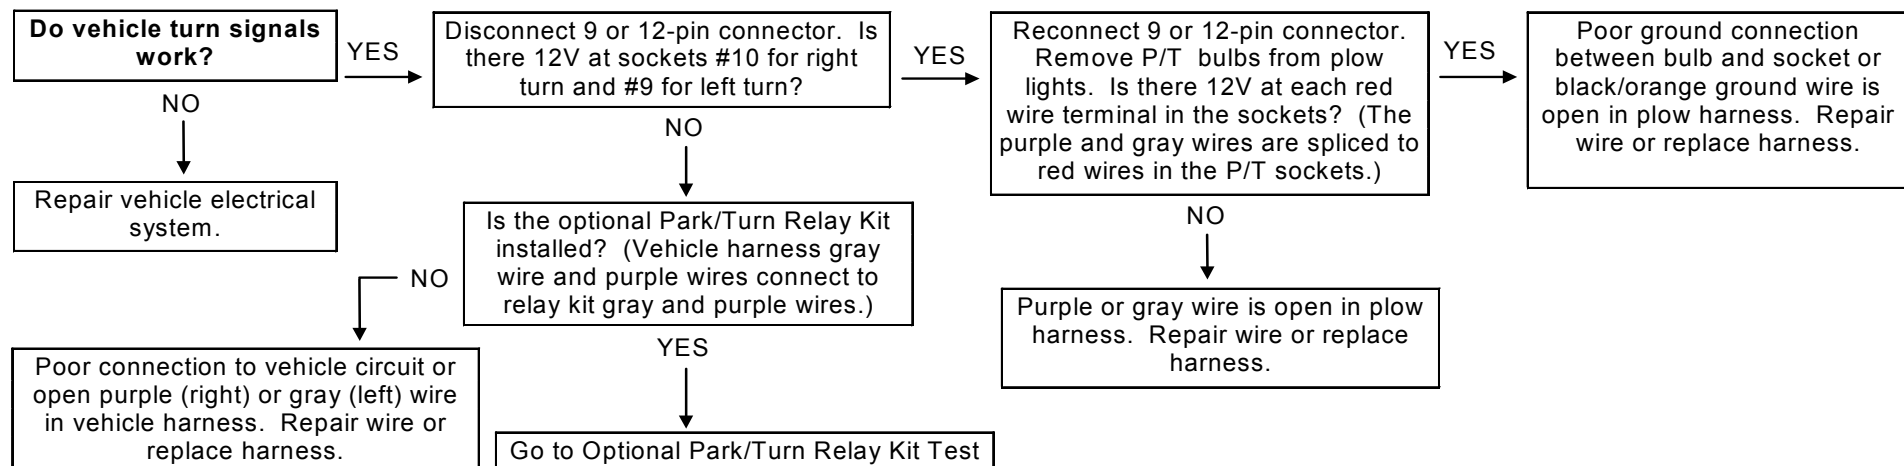 Do vehicle turn signals
work?
YES
NO
Repair vehicle electrical
system.
Disconnect 9 or 12-pin connector.  Is
there 12V at sockets #10 for right
turn and #9 for left turn?
YES
NO
Is the optional Park/Turn Relay Kit
installed?  (Vehicle harness gray
wire and purple wires connect to
relay kit gray and purple wires.)
NO
Poor connection to vehicle circuit or
open purple (right) or gray (left) wire
in vehicle harness.  Repair wire or
replace harness.
YES
Go to Optional Park/Turn Relay Kit Test
Reconnect 9 or 12-pin connector.
Remove P/T  bulbs from plow
lights.  Is there 12V at each red
wire terminal in the sockets?  (The
purple and gray wires are spliced to
red wires in the P/T sockets.)
YES
NO
Purple or gray wire is open in plow
harness.  Repair wire or replace
harness.
Poor ground connection
between bulb and socket or
black/orange ground wire is
open in plow harness.  Repair
wire or replace harness.